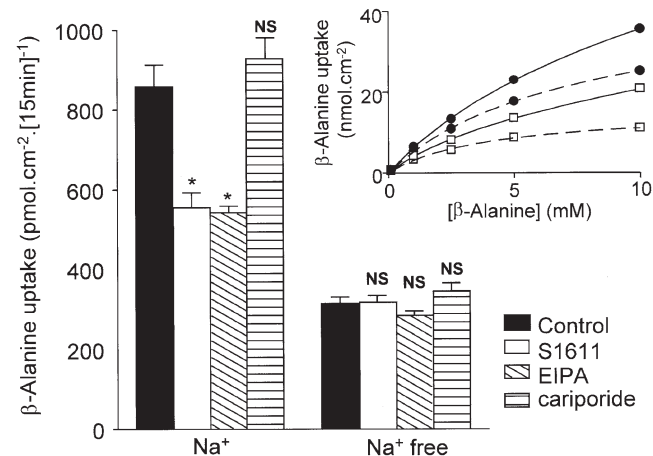 β-Alanine uptake (pmol.cm-2.[15min]-1)
1000
800
600
400
200
0
*
*
NS
NS
NS
NS
Na+
Na+ free
β-Alanine uptake
(nmol.cm-2)
40
20
0
0
5
10
[β-Alanine] (mM)
Control
S1611
EIPA
cariporide